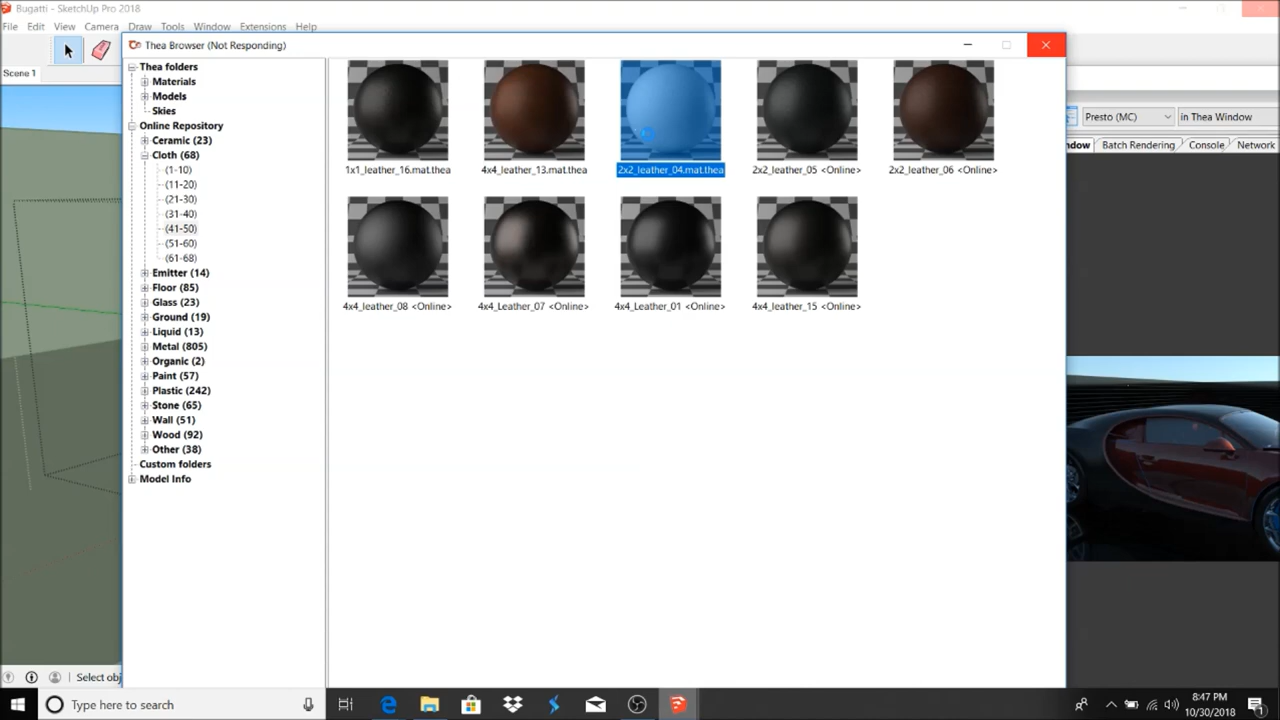 Bugatti - SketchUp Pro 2018
File Edit View Camera Draw Tools Window Extensions Help
Thea Browser (Not Responding)
Scene 1
Thea folders
Materials
Models
Skies
Online Repository
Ceramic (23)
Cloth (68)
(1-10)
(11-20)
(21-30)
(31-40)
(41-50)
(51-60)
(61-68)
Emitter (14)
Floor (85)
Glass (23)
Ground (19)
Liquid (13)
Metal (805)
Organic (2)
Paint (57)
Plastic (242)
Stone (65)
Wall (51)
Wood (92)
Other (38)
Custom folders
Model Info
1x1_leather_16.mat.thea
4x4_leather_13.mat.thea
2x2_leather_04.mat.thea
2x2_leather_05 <Online>
2x2_leather_06 <Online>
4x4_leather_08 <Online>
4x4_Leather_07 <Online>
4x4_Leather_01 <Online>
4x4_leather_15 <Online>
Presto (MC) in Thea Window
ndow Batch Rendering Console Network
Select obj
Type here to search
8:47 PM
10/30/2018
1